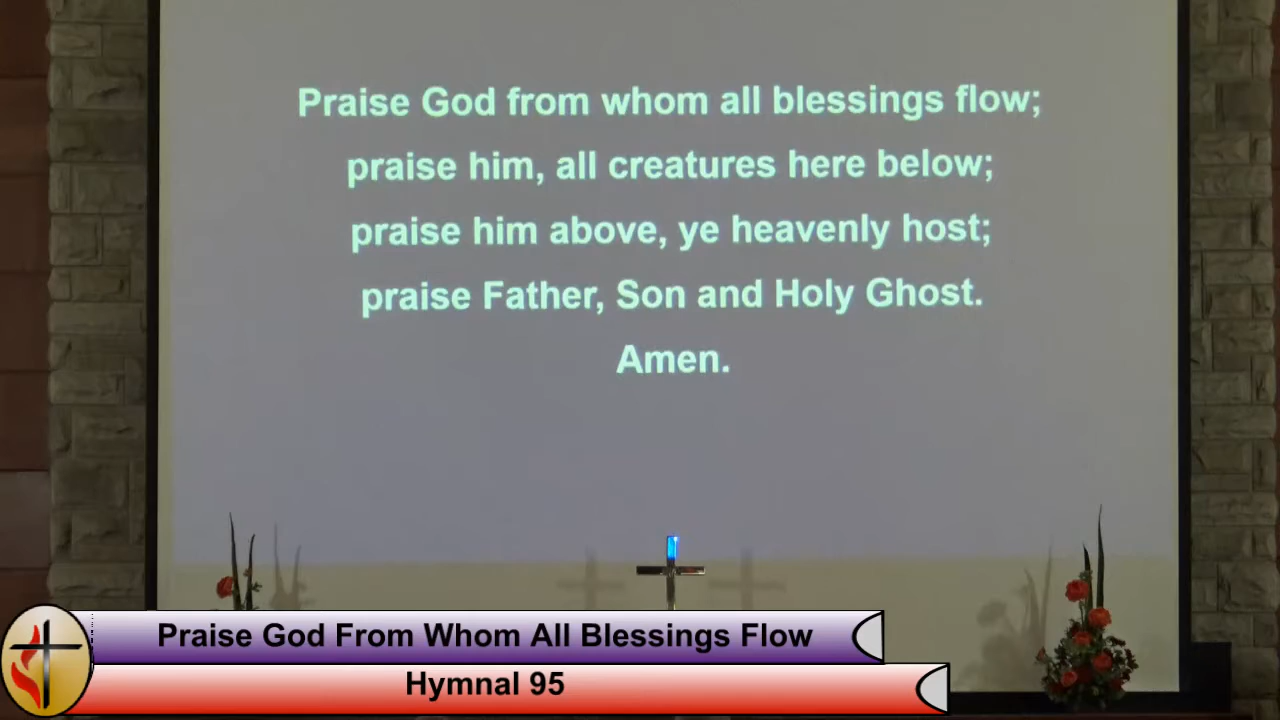 Praise God from whom all blessings flow;
praise him, all creatures here below;
praise him above, ye heavenly host;
praise Father, Son and Holy Ghost.
Amen.
Praise God From Whom All Blessings Flow
Hymnal 95